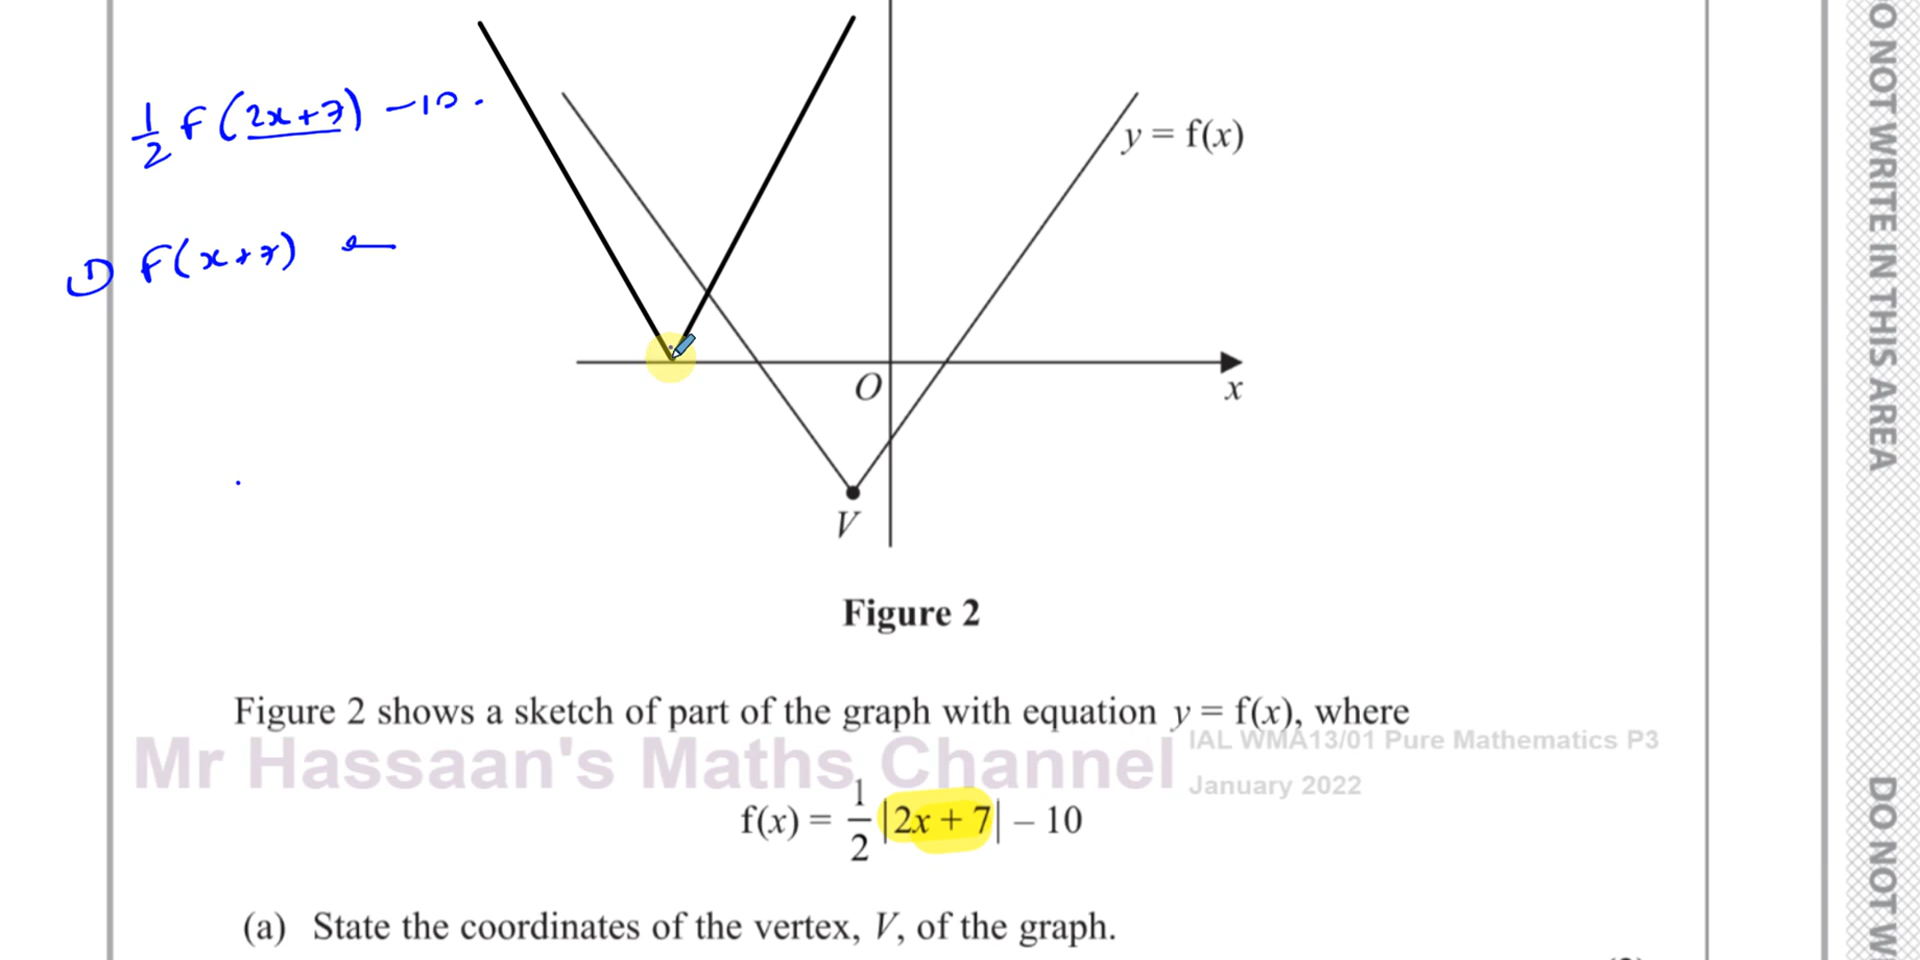 ½ F(2x+7) −10.
y = f(x)
① F(x+7) ←
O
x
V
Figure 2
Figure 2 shows a sketch of part of the graph with equation y = f(x), where
Mr Hassaan's Maths Channel
IAL WMA13/01 Pure Mathematics P3
January 2022
f(x) = 1/2 |2x + 7| – 10
(a) State the coordinates of the vertex, V, of the graph.
O NOT WRITE IN THIS AREA
DO NOT W